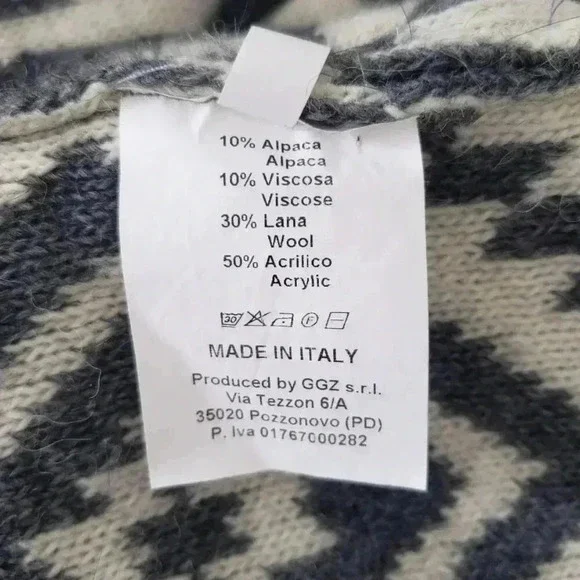 10% Alpaca
Alpaca
10% Viscosa
Viscose
30% Lana
Wool
50% Acrilico
Acrylic
30 A F
MADE IN ITALY
Produced by GGZ s.r.l.
Via Tezzon 6/A
35020 Pozzonovo (PD)
P. Iva 01767000282